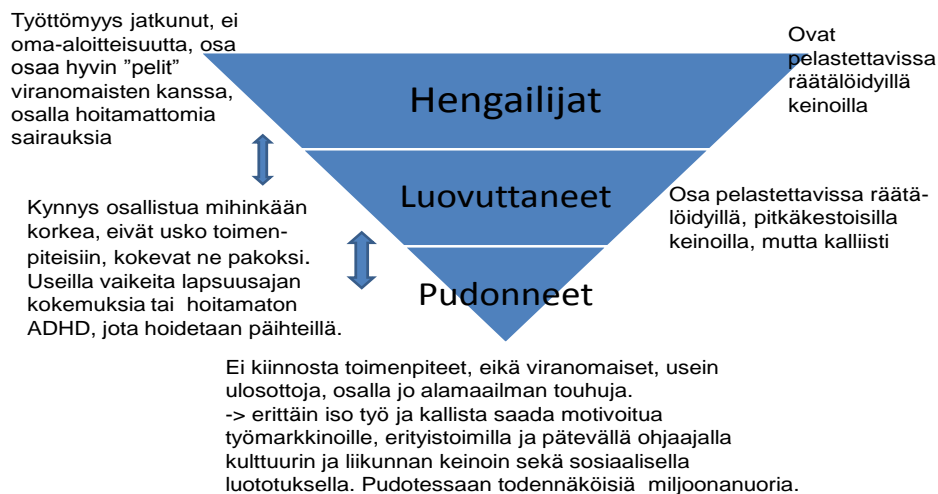 Työttömyys jatkunut, ei
oma-aloitteisuutta, osa
osaa hyvin ”pelit”
viranomaisten kanssa,
osalla hoitamattomia
sairauksia
Hengailijat
Ovat
pelastettavissa
räätälöidyillä
keinoilla
Kynnys osallistua mihinkään
korkea, eivät usko toimen-
piteisiin, kokevat ne pakoksi.
Useilla vaikeita lapsuusajan
kokemuksia tai hoitamaton
ADHD, jota hoidetaan päihteillä.
Luovuttaneet
Osa pelastettavissa räätä-
löidyillä, pitkäkestoisilla
keinoilla, mutta kalliisti
Pudonneet
Ei kiinnosta toimenpiteet, eikä viranomaiset, usein
ulosottoja, osalla jo alamaailman touhuja.
-> erittäin iso työ ja kallista saada motivoitua
työmarkkinoille, erityistoimilla ja pätevällä ohjaajalla
kulttuurin ja liikunnan keinoin sekä sosiaalisella
luototuksella. Pudotessaan todennäköisiä miljoonanuoria.